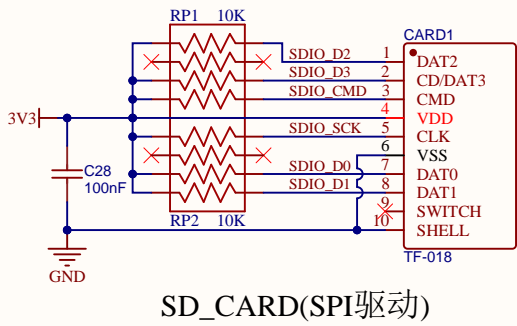 RP1 10K
CARD1
SDIO_D2 1 DAT2
SDIO_D3 2 CD/DAT3
SDIO_CMD 3 CMD
3V3 4 VDD
SDIO_SCK 5 CLK
6 VSS
C28
100nF
SDIO_D0 7 DAT0
SDIO_D1 8 DAT1
9 SWITCH
RP2 10K
10 SHELL
TF-018
GND
SD_CARD(SPI驱动)